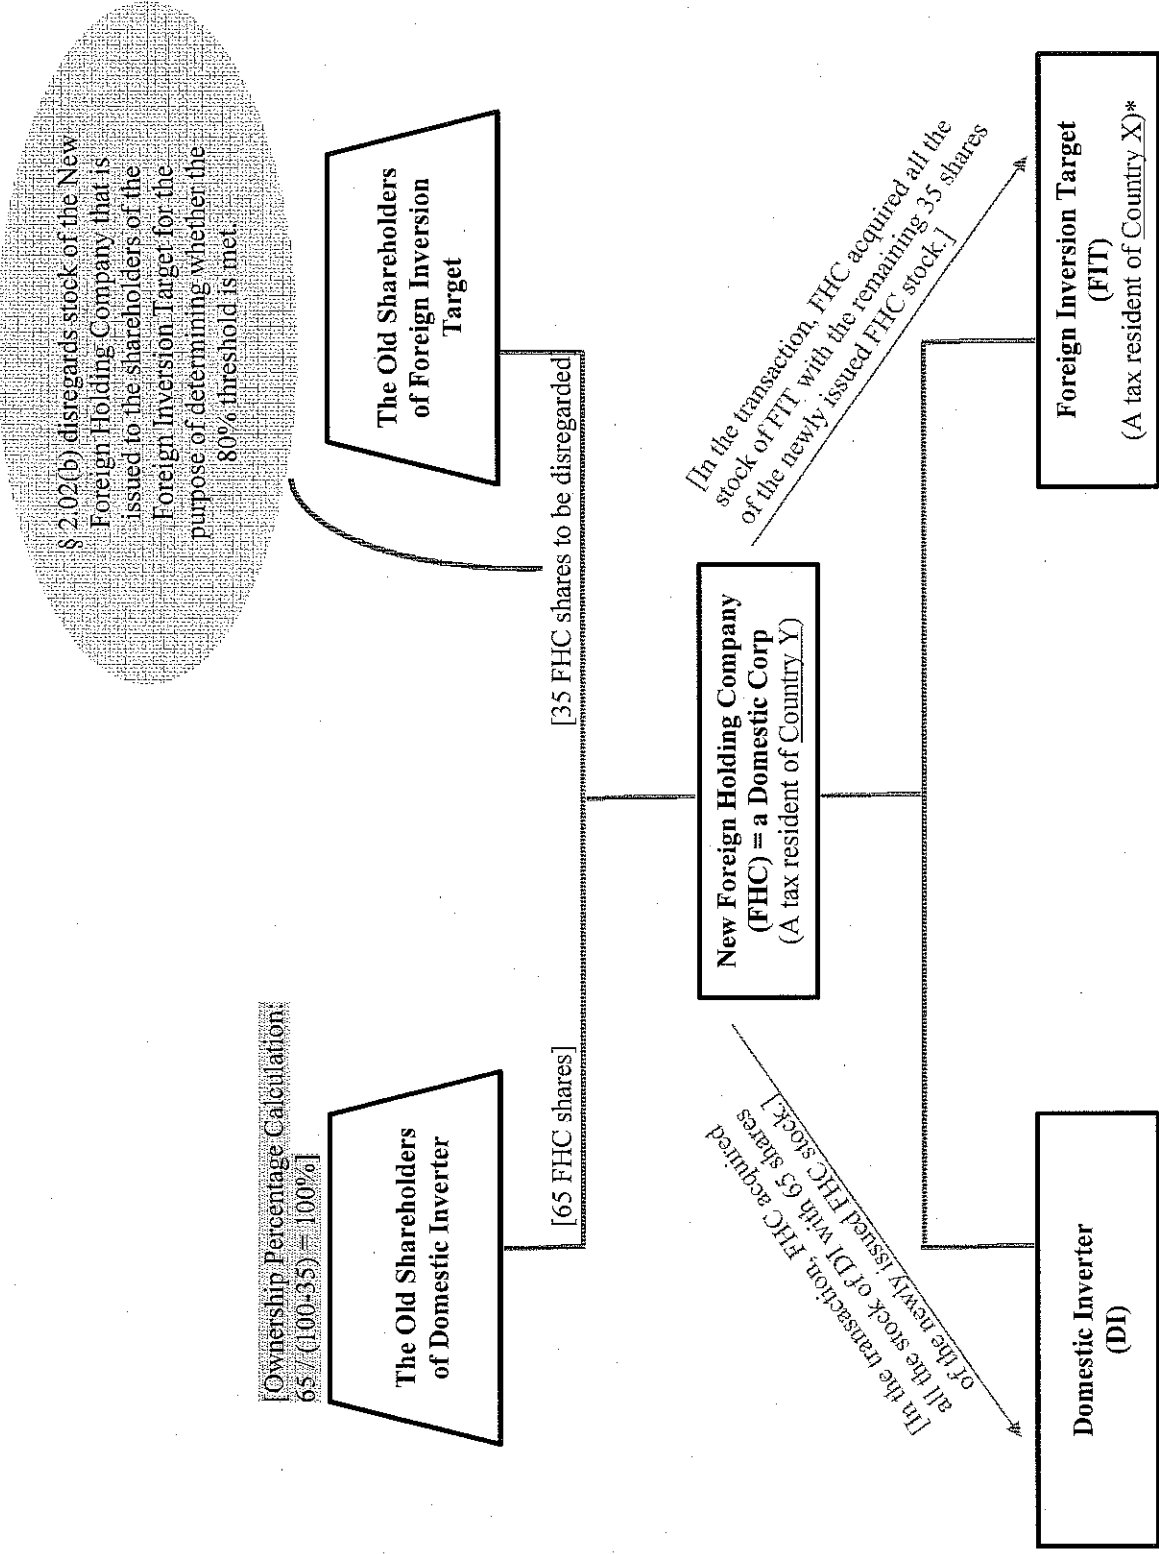 § 2.02(b) disregards stock of the New
Foreign Holding Company that is
issued to the shareholders of the
Foreign Inversion Target for the
purpose of determining whether the
80% threshold is met.
[Ownership Percentage Calculation:
65 / (100-35) = 100%]
The Old Shareholders
of Domestic Inverter
The Old Shareholders
of Foreign Inversion
Target
[65 FHC shares]
[35 FHC shares to be disregarded
New Foreign Holding Company
(FHC) = a Domestic Corp
(A tax resident of Country Y)
[In the transaction, FHC acquired
all the stock of DI with 65 shares
of the newly issued FHC stock.]
[In the transaction, FHC acquired all the
stock of FIT with the remaining 35 shares
of the newly issued FHC stock.]
Domestic Inverter
(DI)
Foreign Inversion Target
(FIT)
(A tax resident of Country X)*